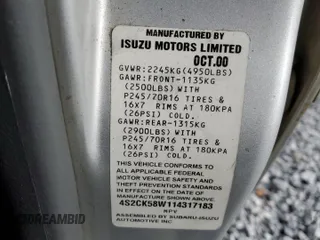 MANUFACTURED BY
ISUZU MOTORS LIMITED
OCT.00
GVWR:2245KG(4950LBS)
GAWR:FRONT-1135KG
(2500LBS) WITH
P245/70R16 TIRES &
16x7 RIMS AT 180KPA
(26PSI) COLD.
GAWR:REAR-1315KG
(2900LBS) WITH
P245/70R16 TIRES &
16x7 RIMS AT 180KPA
(26PSI) COLD.
THIS VEHICLE CONFORMS TO
ALL APPLICABLE FEDERAL
MOTOR VEHICLE SAFETY AND
THEFT PREVENTION
STANDARDS IN EFFECT ON
THE DATE OF MANUFACTURE
SHOWN ABOVE.
4S2CK58W114317183
MPV
ASSEMBLED BY SUBARU-ISUZU
AUTOMOTIVE
DREAMBID